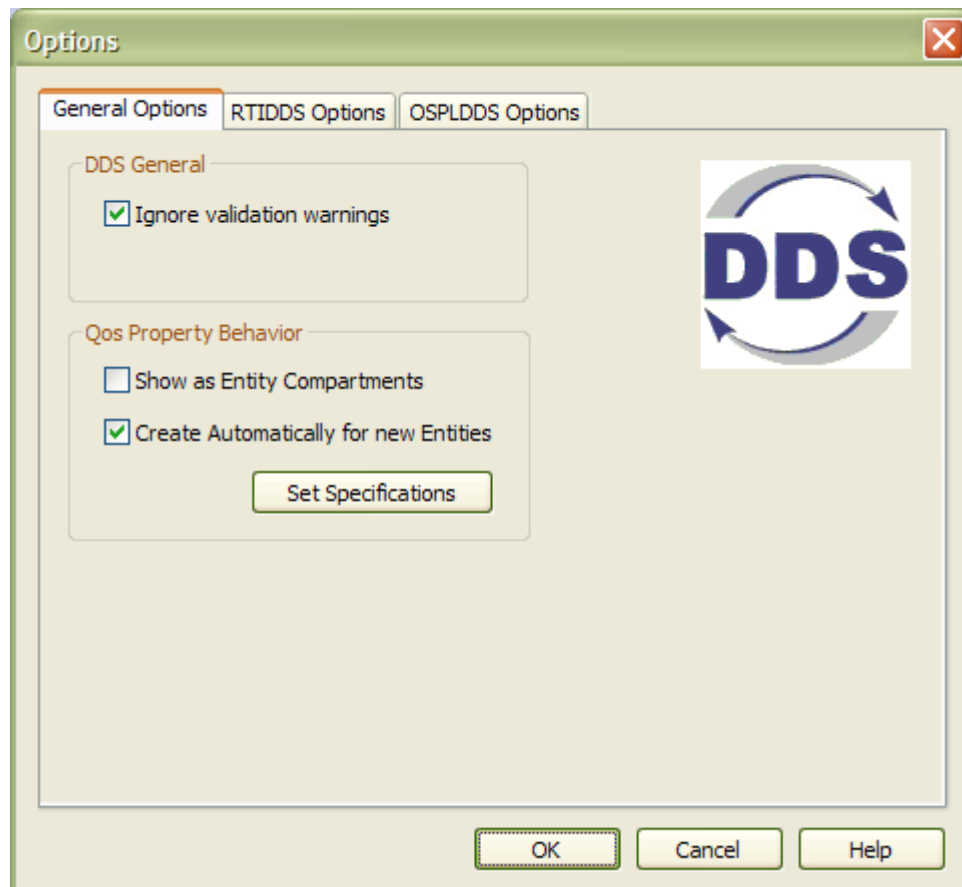 Options
General Options
RTIDDS Options
OSPLDDS Options
DDS General
Ignore validation warnings
DDS
Qos Property Behavior
Show as Entity Compartments
Create Automatically for new Entities
Set Specifications
OK
Cancel
Help